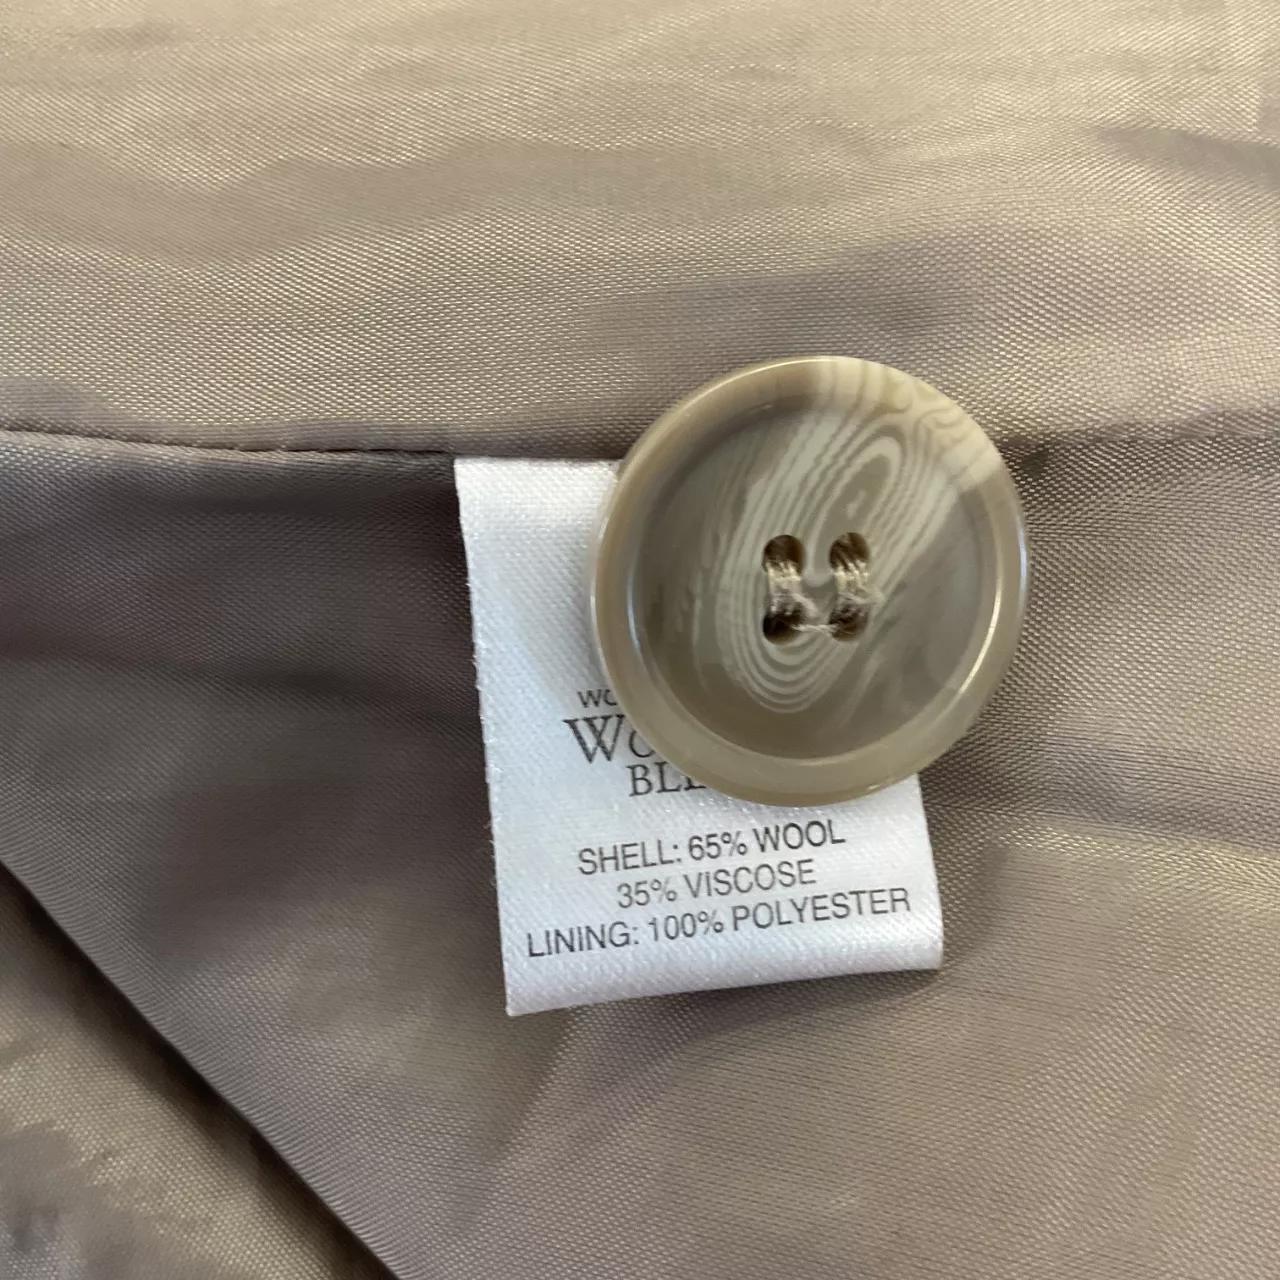 SHELL: 65% WOOL
35% VISCOSE
LINING: 100% POLYESTER